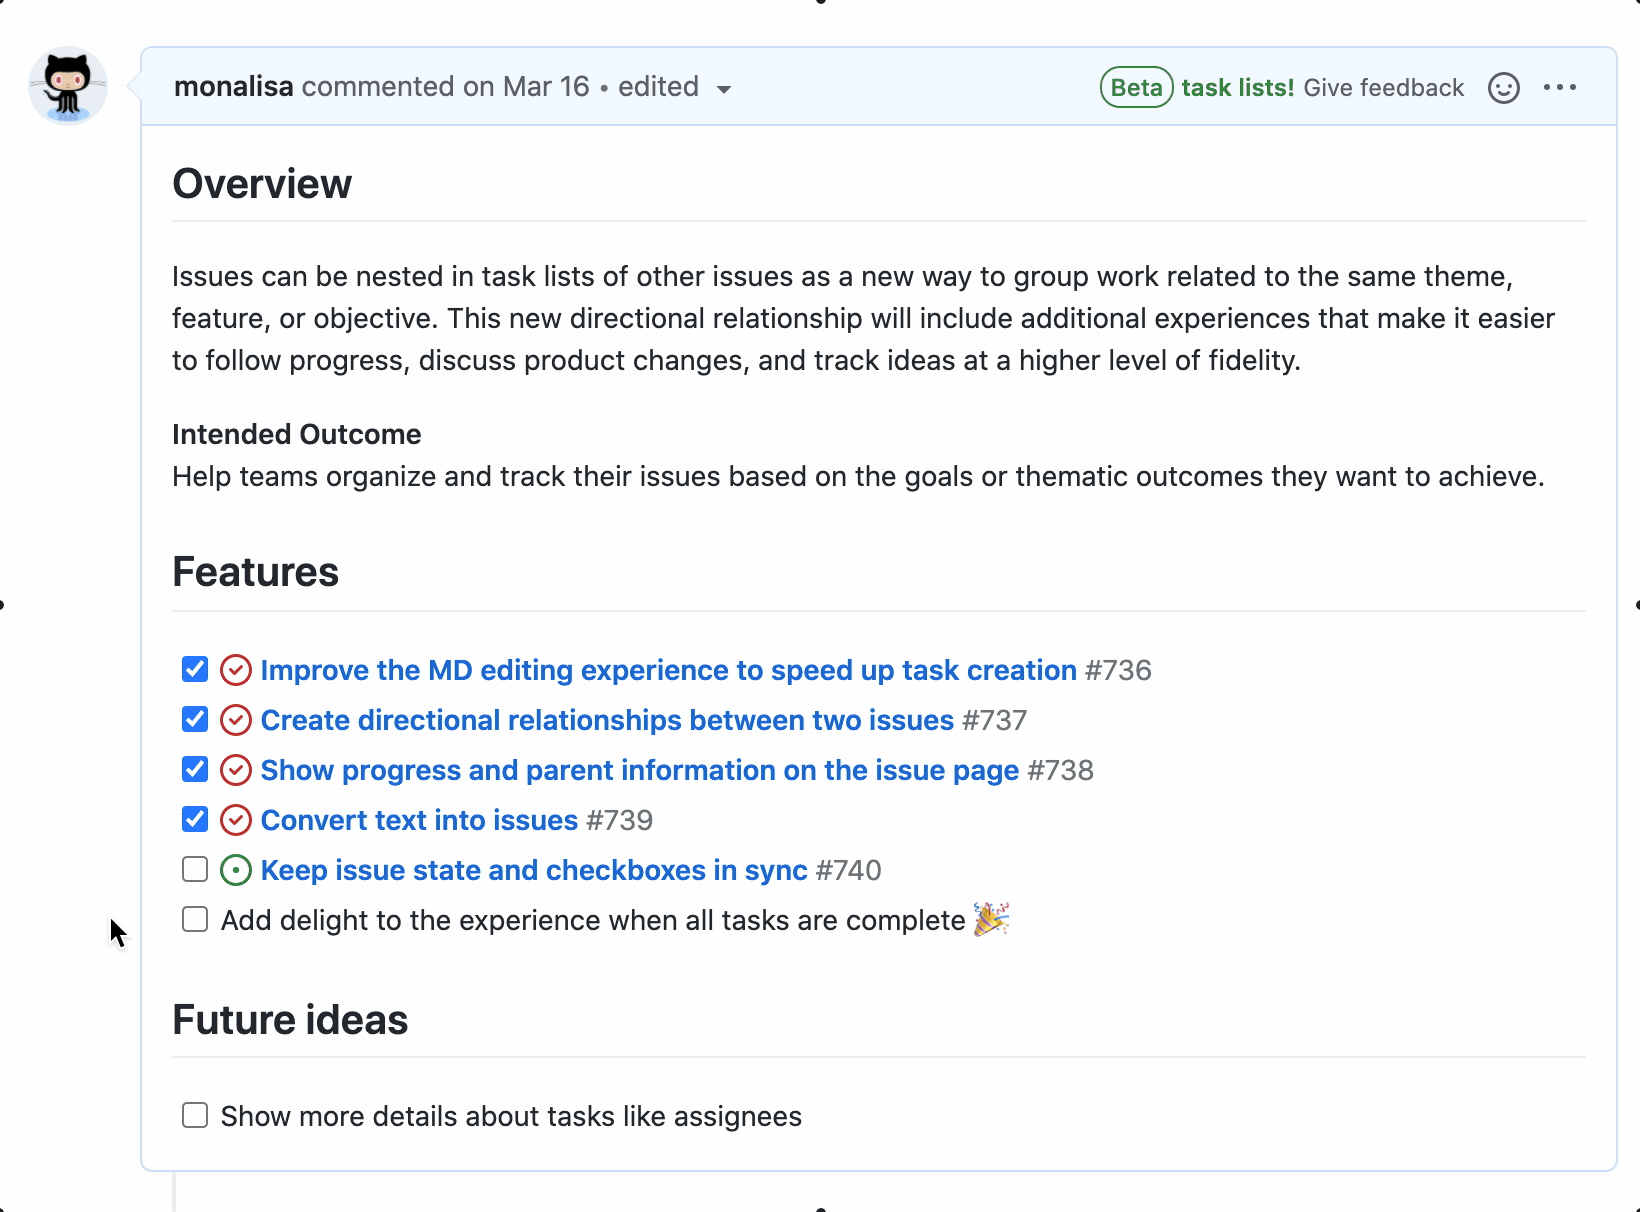 monalisa commented on Mar 16 • edited
Beta task lists! Give feedback
Overview
Issues can be nested in task lists of other issues as a new way to group work related to the same theme,
feature, or objective. This new directional relationship will include additional experiences that make it easier
to follow progress, discuss product changes, and track ideas at a higher level of fidelity.
Intended Outcome
Help teams organize and track their issues based on the goals or thematic outcomes they want to achieve.
Features
Improve the MD editing experience to speed up task creation #736
Create directional relationships between two issues #737
Show progress and parent information on the issue page #738
Convert text into issues #739
Keep issue state and checkboxes in sync #740
Add delight to the experience when all tasks are complete 🎉
Future ideas
Show more details about tasks like assignees